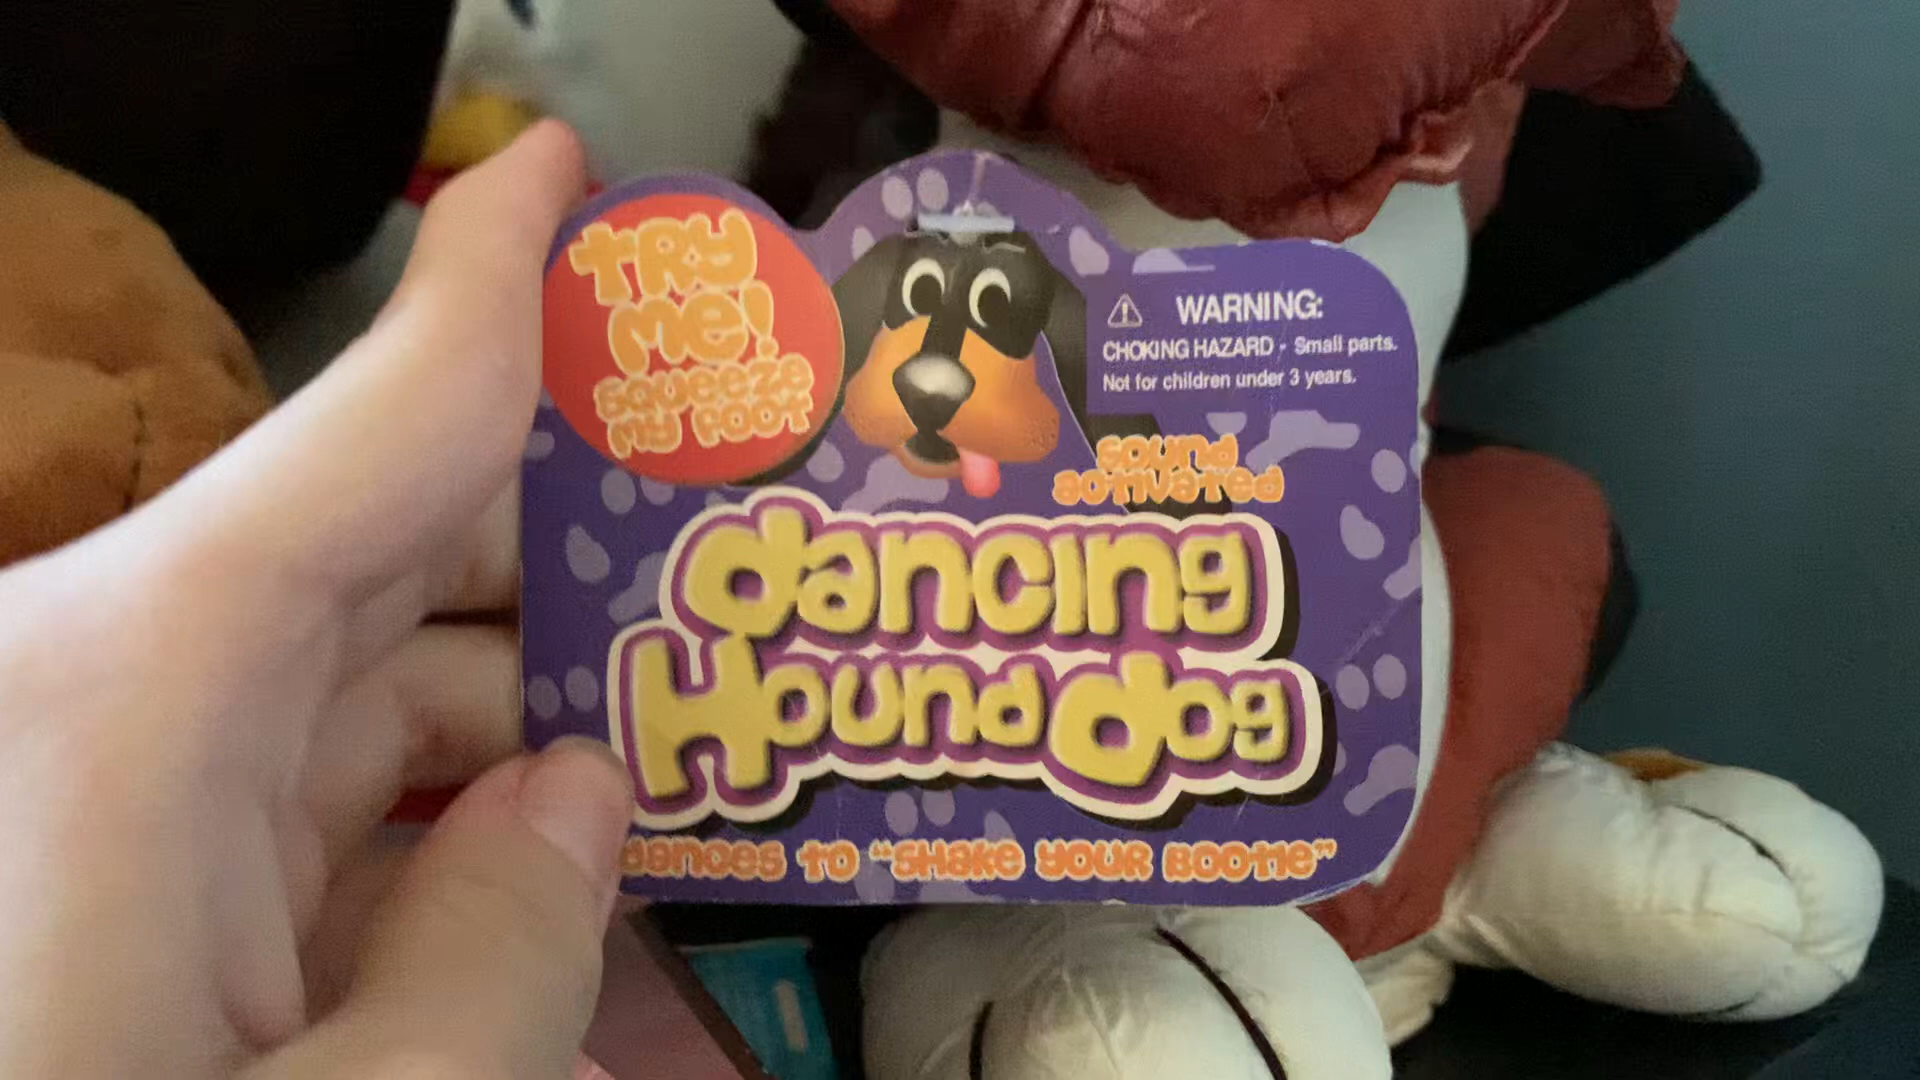 TRY
Me!
SQUEEZE
MY FOOT
WARNING:
CHOKING HAZARD - Small parts.
Not for children under 3 years.
sound
activated
dancing
Hound dog
Dances to "Shake Your Bootie"